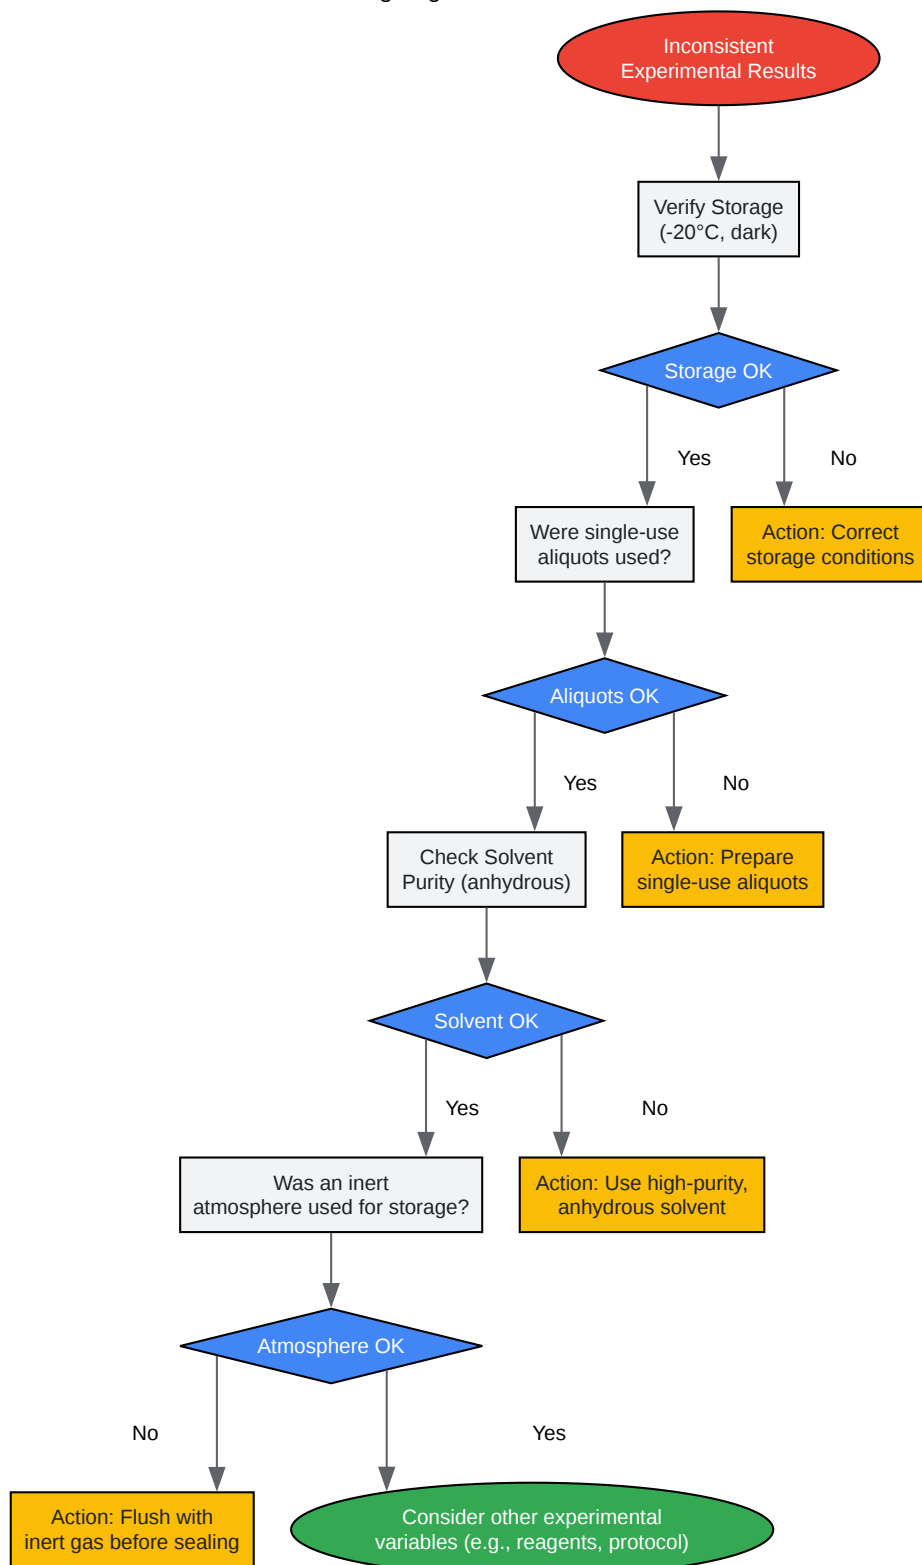 Inconsistent
Experimental Results
Verify Storage
(-20°C, dark)
Storage OK
Yes
No
Were single-use
aliquots used?
Action: Correct
storage conditions
Aliquots OK
Yes
No
Check Solvent
Purity (anhydrous)
Action: Prepare
single-use aliquots
Solvent OK
Yes
No
Was an inert
atmosphere used for storage?
Action: Use high-purity,
anhydrous solvent
Atmosphere OK
No
Yes
Action: Flush with
inert gas before sealing
Consider other experimental
variables (e.g., reagents, protocol)